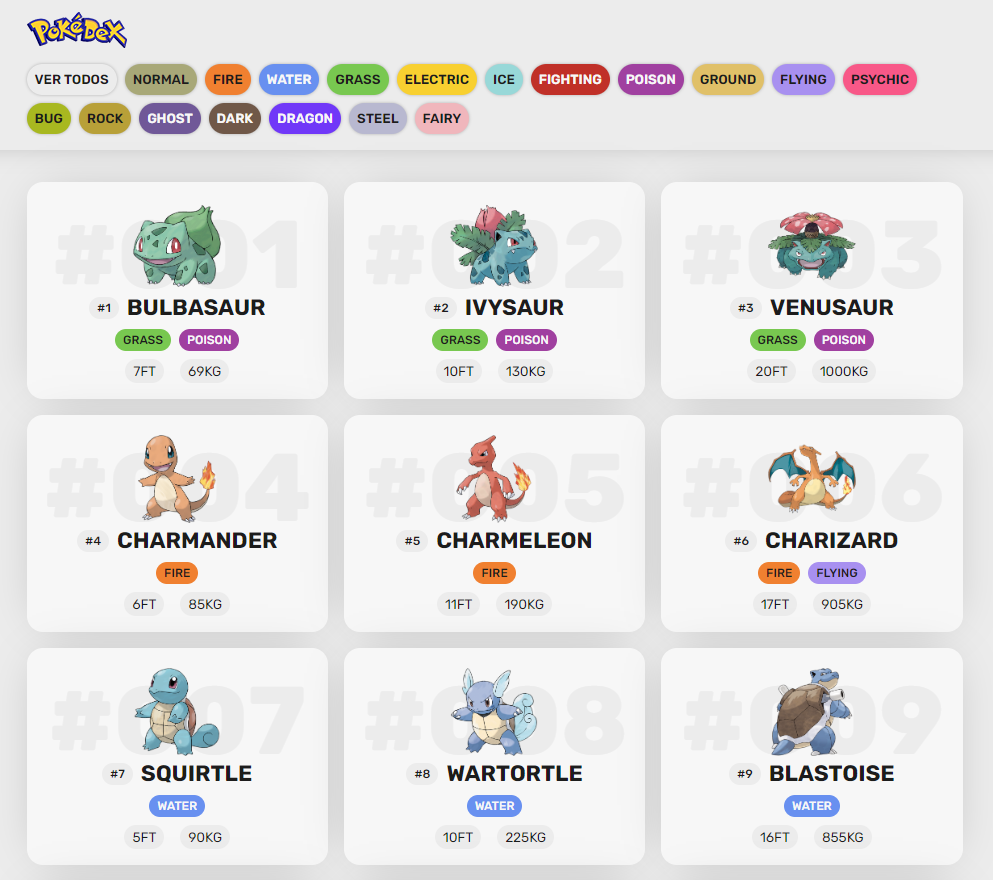 PokéDex
VER TODOS NORMAL FIRE WATER GRASS ELECTRIC ICE FIGHTING POISON GROUND FLYING PSYCHIC
BUG ROCK GHOST DARK DRAGON STEEL FAIRY
#001 #002 #003
#1 BULBASAUR #2 IVYSAUR #3 VENUSAUR
GRASS POISON GRASS POISON GRASS POISON
7FT 69KG 10FT 130KG 20FT 1000KG
#004 #005 #006
#4 CHARMANDER #5 CHARMELEON #6 CHARIZARD
FIRE FIRE FIRE FLYING
6FT 85KG 11FT 190KG 17FT 905KG
#007 #008 #009
#7 SQUIRTLE #8 WARTORTLE #9 BLASTOISE
WATER WATER WATER
5FT 90KG 10FT 225KG 16FT 855KG